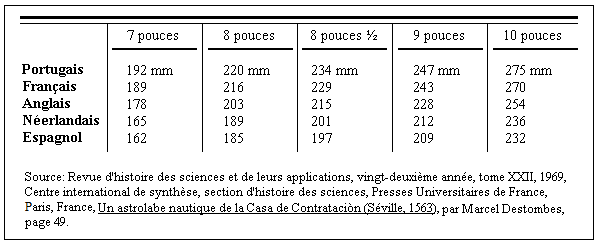 7 pouces 8 pouces 8 pouces ½ 9 pouces 10 pouces
Portugais 192 mm 220 mm 234 mm 247 mm 275 mm
Français 189 216 229 243 270
Anglais 178 203 215 228 254
Néerlandais 165 189 201 212 236
Espagnol 162 185 197 209 232
Source: Revue d'histoire des sciences et de leurs applications, vingt-deuxième année, tome XXII, 1969,
Centre international de synthèse, section d'histoire des sciences, Presses Universitaires de France,
Paris, France, Un astrolabe nautique de la Casa de Contrataciòn (Séville, 1563), par Marcel Destombes,
page 49.